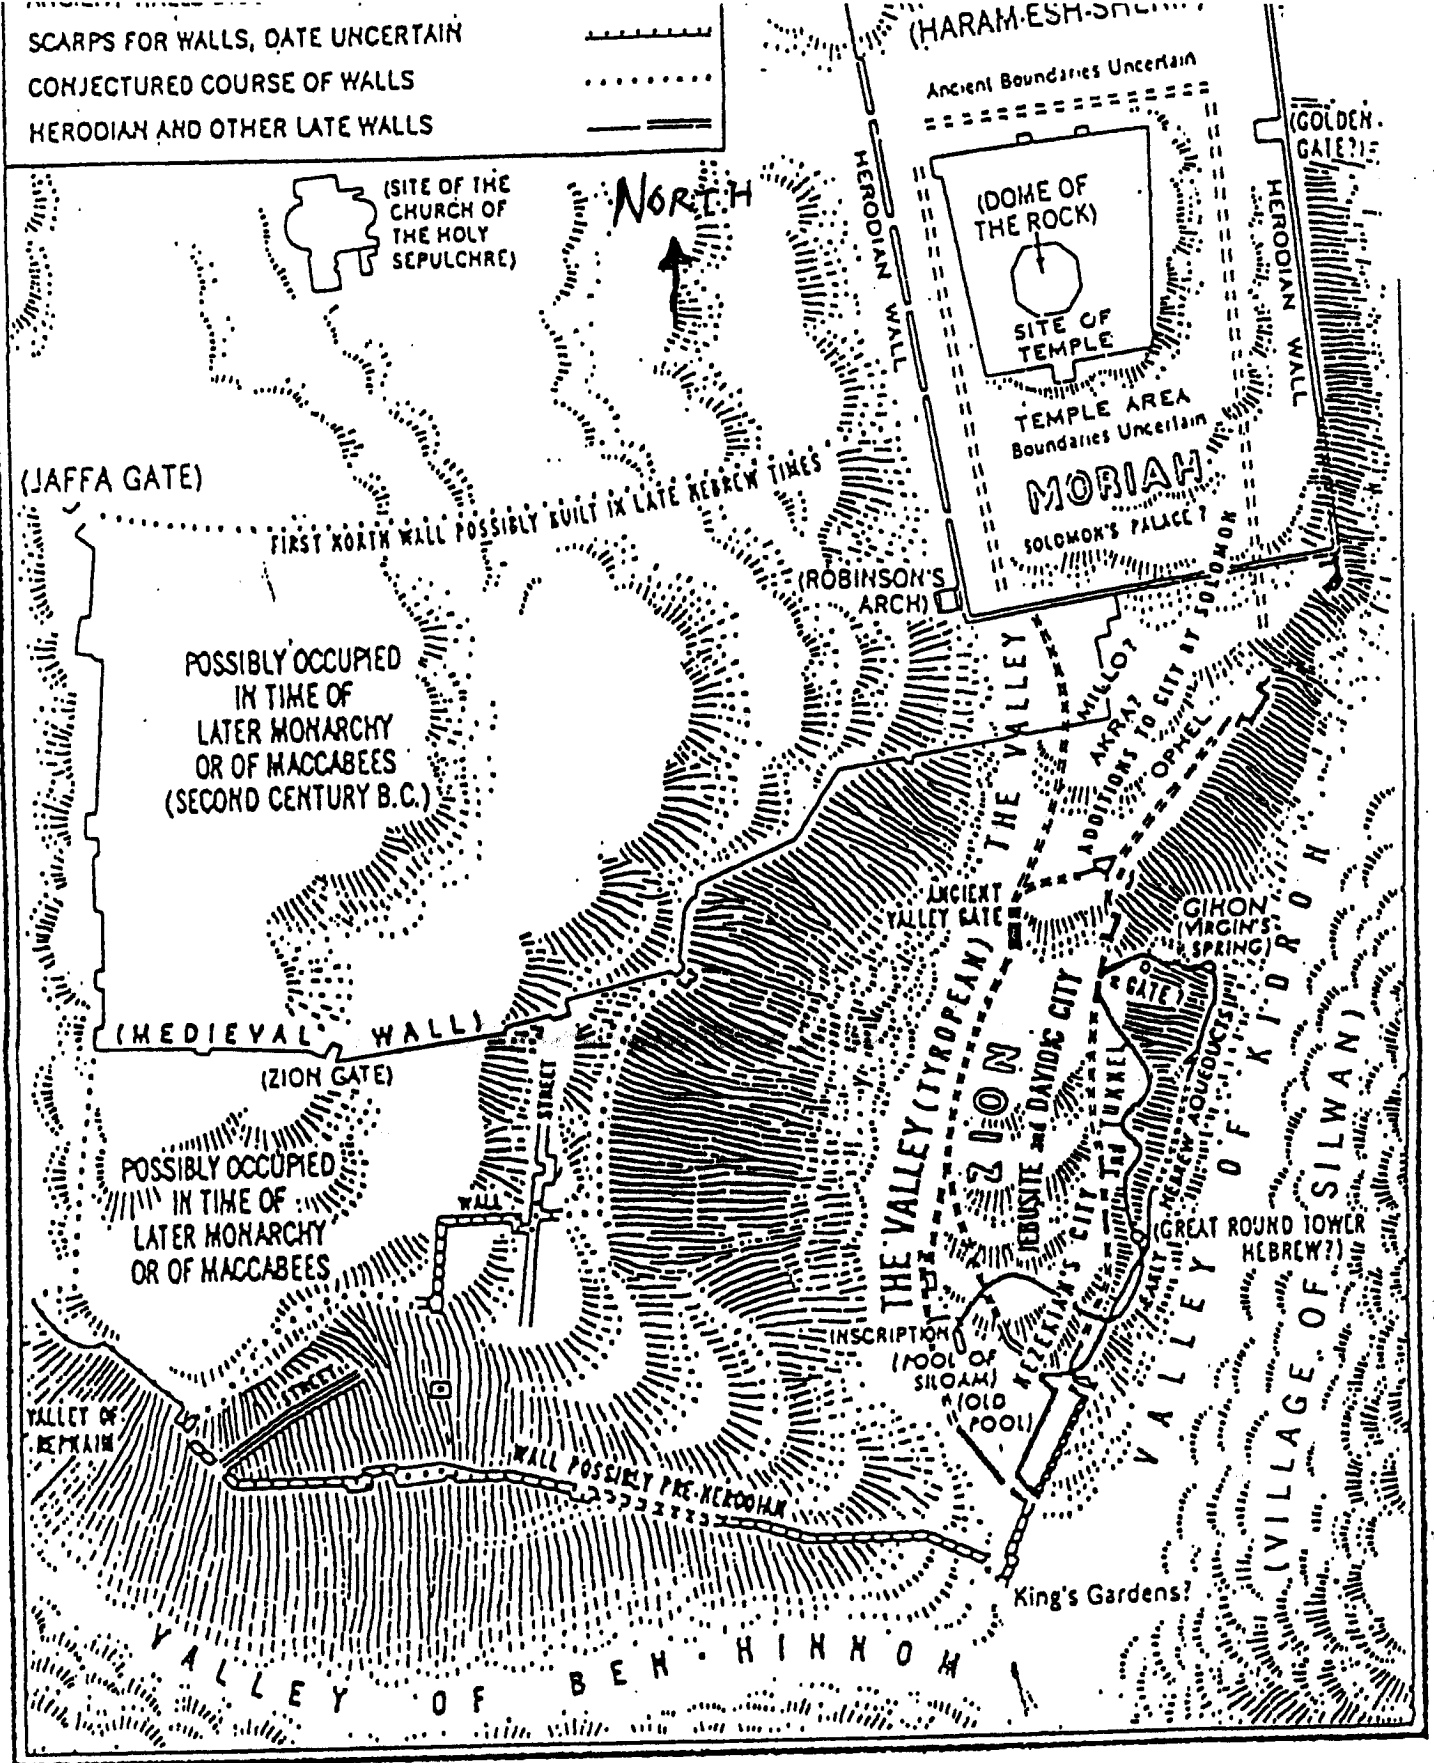 SCARPS FOR WALLS, DATE UNCERTAIN
CONJECTURED COURSE OF WALLS
HERODIAN AND OTHER LATE WALLS
(HARAM-ESH-SHERIF)
Ancient Boundaries Uncertain
(GOLDEN
GATE?)
HERODIAN WALL
HERODIAN WALL
(SITE OF THE
CHURCH OF
THE HOLY
SEPULCHRE)
NORTH
(DOME OF
THE ROCK)
SITE OF
TEMPLE
TEMPLE AREA
Boundaries Uncertain
MORIAH
SOLOMON'S PALACE?
(JAFFA GATE)
FIRST NORTH WALL POSSIBLY BUILT IN LATE HEBREW TIMES
(ROBINSON'S
ARCH)
POSSIBLY OCCUPIED
IN TIME OF
LATER MONARCHY
OR OF MACCABEES
(SECOND CENTURY B.C.)
THE VALLEY
MILLO?
AKRA?
ADDITIONS TO CITY BY SOLOMON
OPHEL
ANCIENT
VALLEY GATE
GIHON
(VIRGIN'S
SPRING)
GATE?
(MEDIEVAL WALL)
(ZION GATE)
STREET
THE VALLEY (TYROPEAN)
ZION
JEBUSITE and DAVIDIC CITY
HEZEKIAH'S CITY and TUNNEL
EARLY HEBREW AQUEDUCTS
VALLEY OF KIDRON
(VILLAGE OF SILWAN)
POSSIBLY OCCUPIED
IN TIME OF
LATER MONARCHY
OR OF MACCABEES
WALL
(GREAT ROUND TOWER
HEBREW?)
INSCRIPTION
(POOL OF
SILOAM)
(OLD
POOL)
STREET
VALLEY OF
REPHAIM
WALL POSSIBLY PRE-HERODIAN
King's Gardens?
VALLEY OF BEN-HINNOM